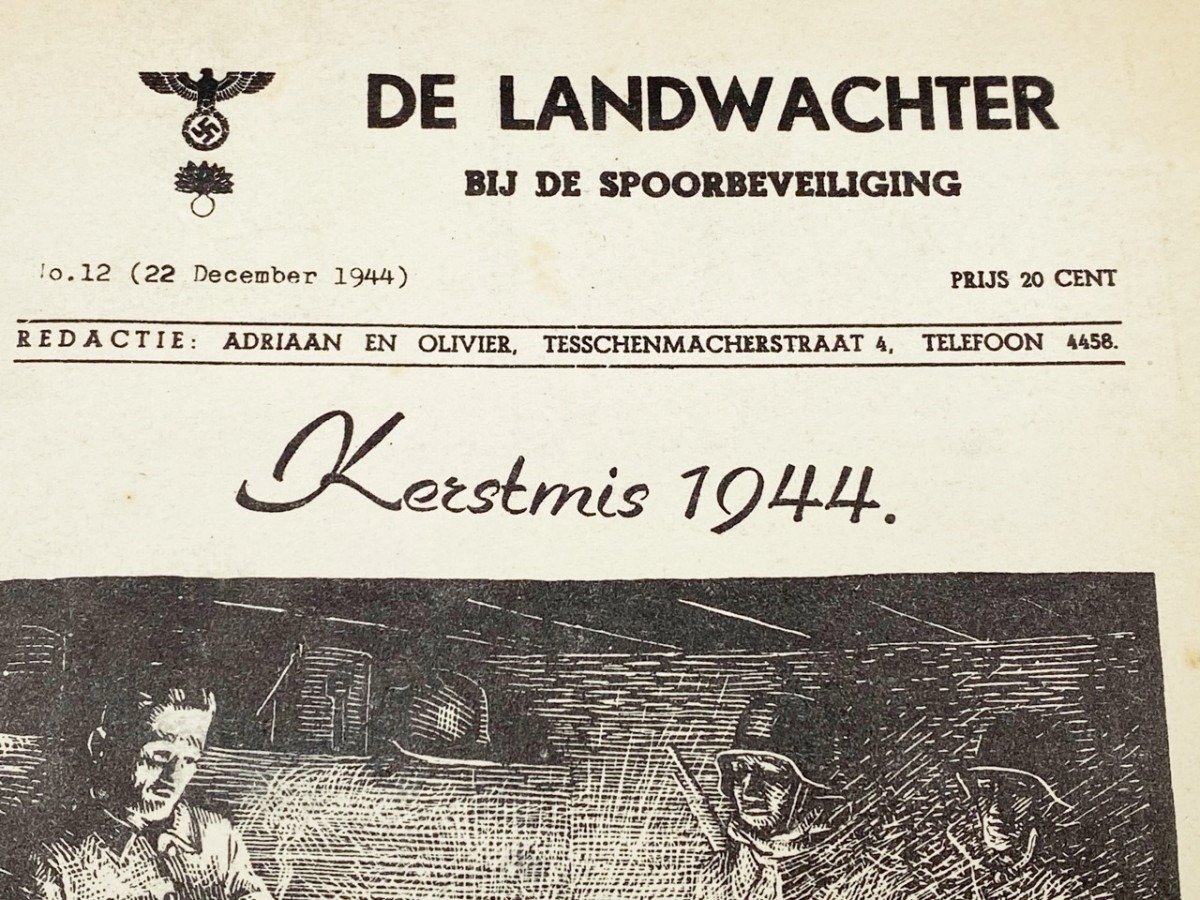 DE LANDWACHTER
BIJ DE SPOORBEVEILIGING
No.12 (22 December 1944)
PRIJS 20 CENT
REDACTIE: ADRIAAN EN OLIVIER, TESSCHENMACHERSTRAAT 4, TELEFOON 4458.
Kerstmis 1944.